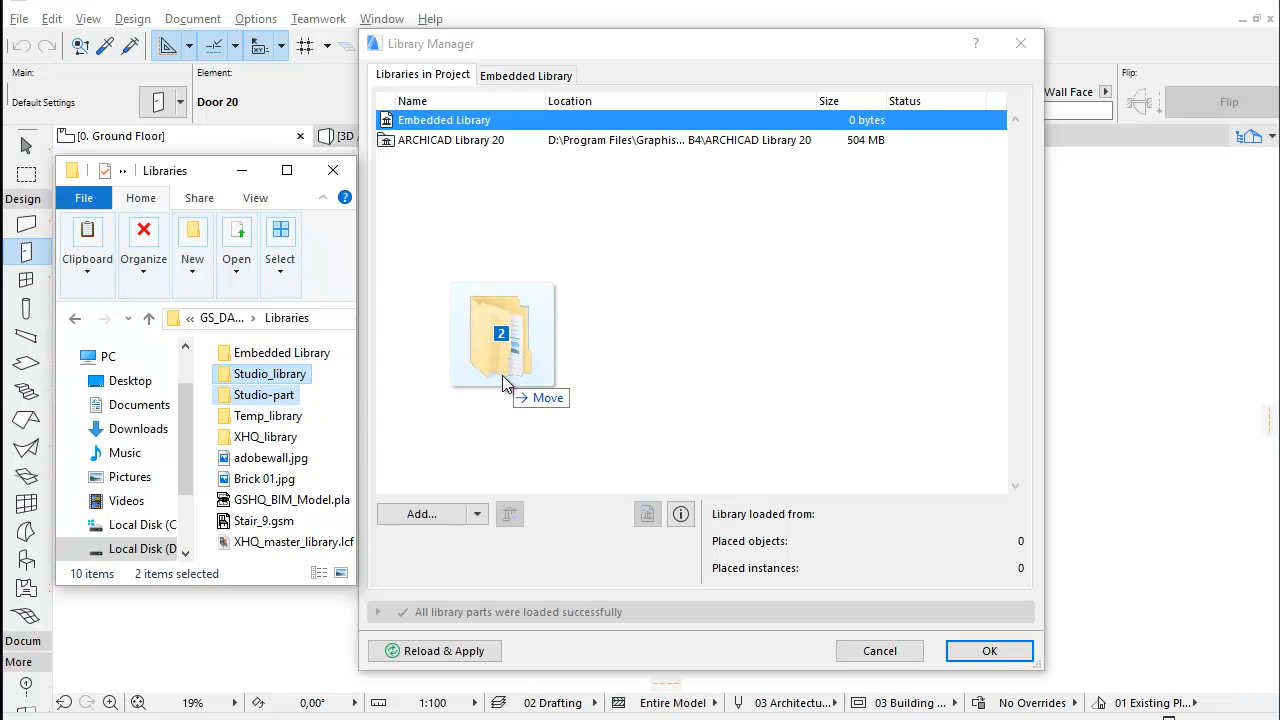 File Edit View Design Document Options Teamwork Window Help
Library Manager
?
Main:
Default Settings
Element:
Door 20
Flip:
Wall Face
Flip
[0. Ground Floor]
[3D
Libraries in Project
Embedded Library
Name Location Size Status
Embedded Library 0 bytes
ARCHICAD Library 20 D:\Program Files\Graphis... B4\ARCHICAD Library 20 504 MB
Libraries
File Home Share View
Clipboard Organize New Open Select
« GS_DA... Libraries
PC
Desktop
Documents
Downloads
Music
Pictures
Videos
Local Disk (C
Local Disk (D
Embedded Library
Studio_library
Studio-part
Temp_library
XHQ_library
adobewall.jpg
Brick 01.jpg
GSHQ_BIM_Model.pla
Stair_9.gsm
XHQ_master_library.lcf
10 items 2 items selected
2
Move
Design
Docum
More
Add...
Library loaded from:
Placed objects: 0
Placed instances: 0
All library parts were loaded successfully
Reload & Apply
Cancel
OK
19% 0,00° 1:100 02 Drafting Entire Model 03 Architectu... 03 Building ... No Overrides 01 Existing Pl...